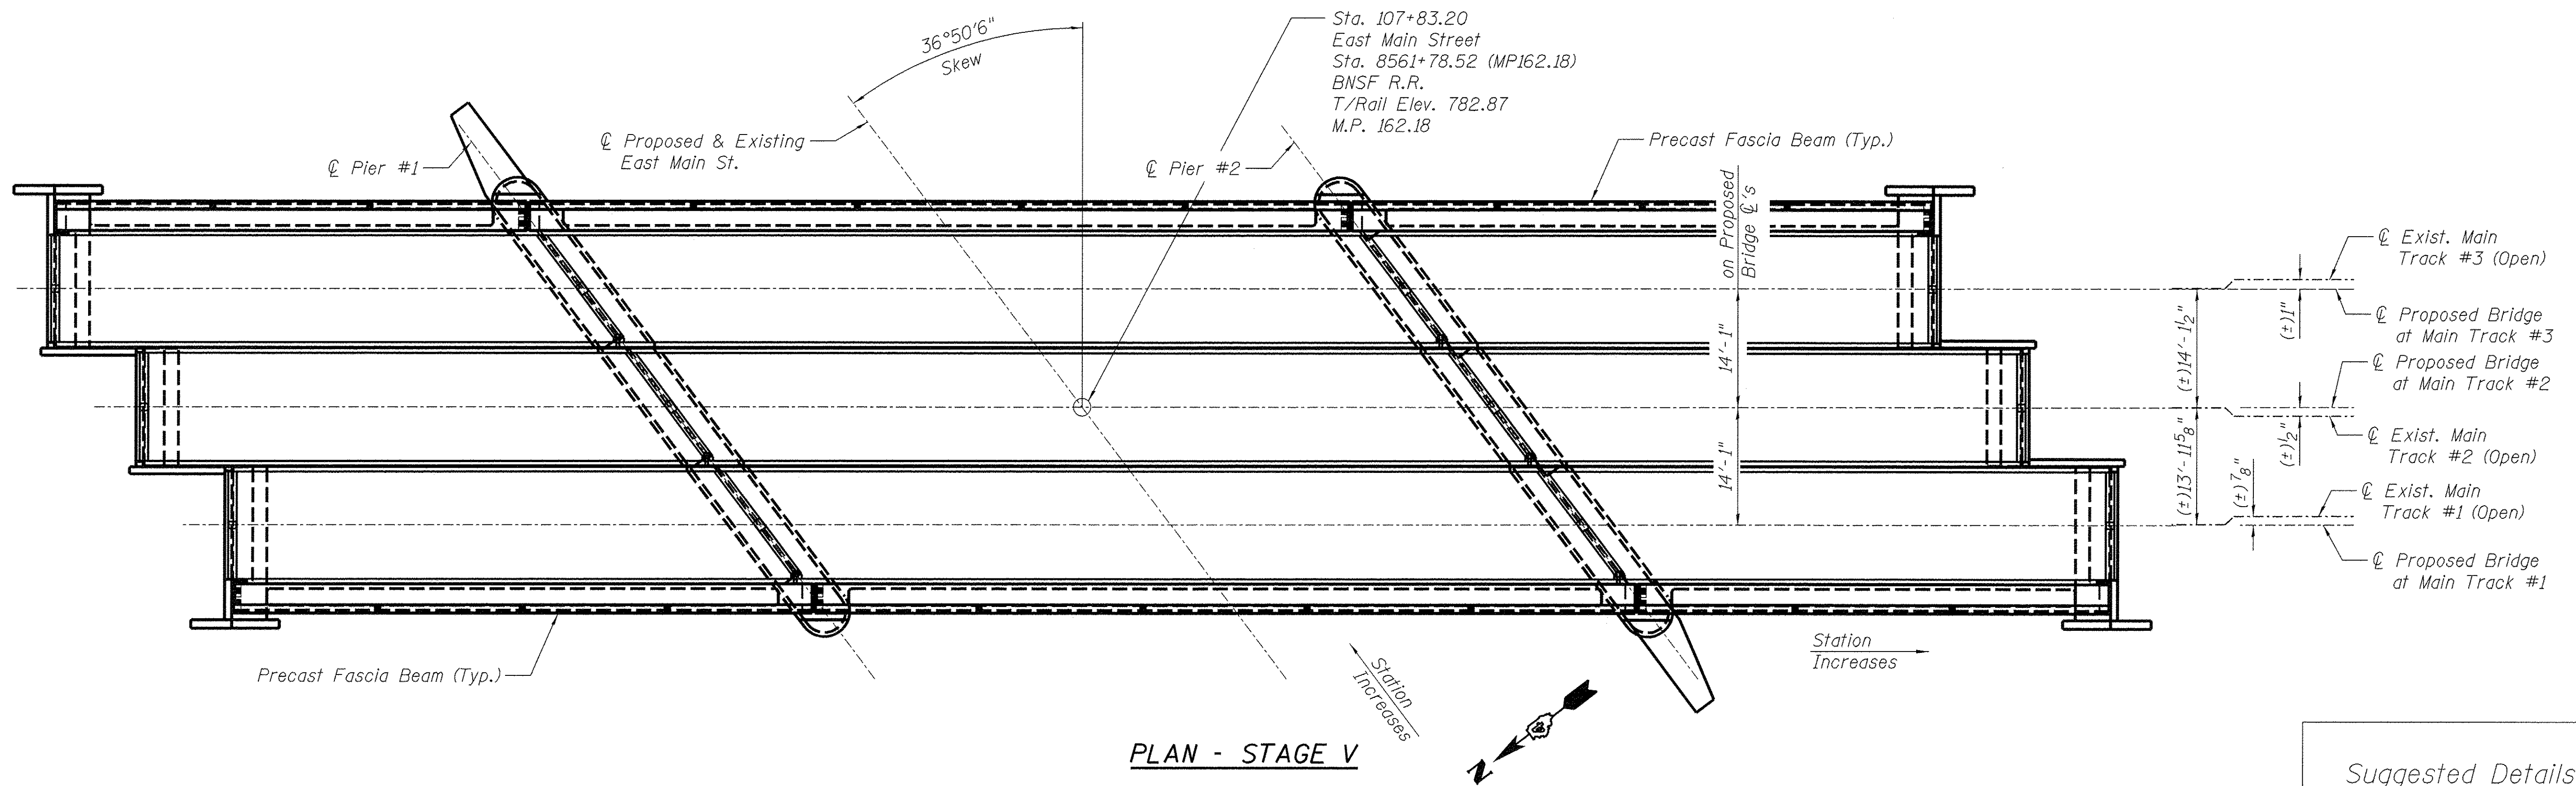 36°50'6"
Skew
Sta. 107+83.20
East Main Street
Sta. 8561+78.52 (MP162.18)
BNSF R.R.
T/Rail Elev. 782.87
M.P. 162.18
℄ Pier #1
℄ Proposed & Existing
East Main St.
℄ Pier #2
Precast Fascia Beam (Typ.)
on Proposed
Bridge ℄'s
14'-1"
14'-1"
(±)14'-1½"
(±)13'-11⅝"
(±)1"
(±)½"
(±)⅞"
℄ Exist. Main
Track #3 (Open)
℄ Proposed Bridge
at Main Track #3
℄ Proposed Bridge
at Main Track #2
℄ Exist. Main
Track #2 (Open)
℄ Exist. Main
Track #1 (Open)
℄ Proposed Bridge
at Main Track #1
Precast Fascia Beam (Typ.)
Station
Increases
Station
Increases
N
PLAN - STAGE V
Suggested Details